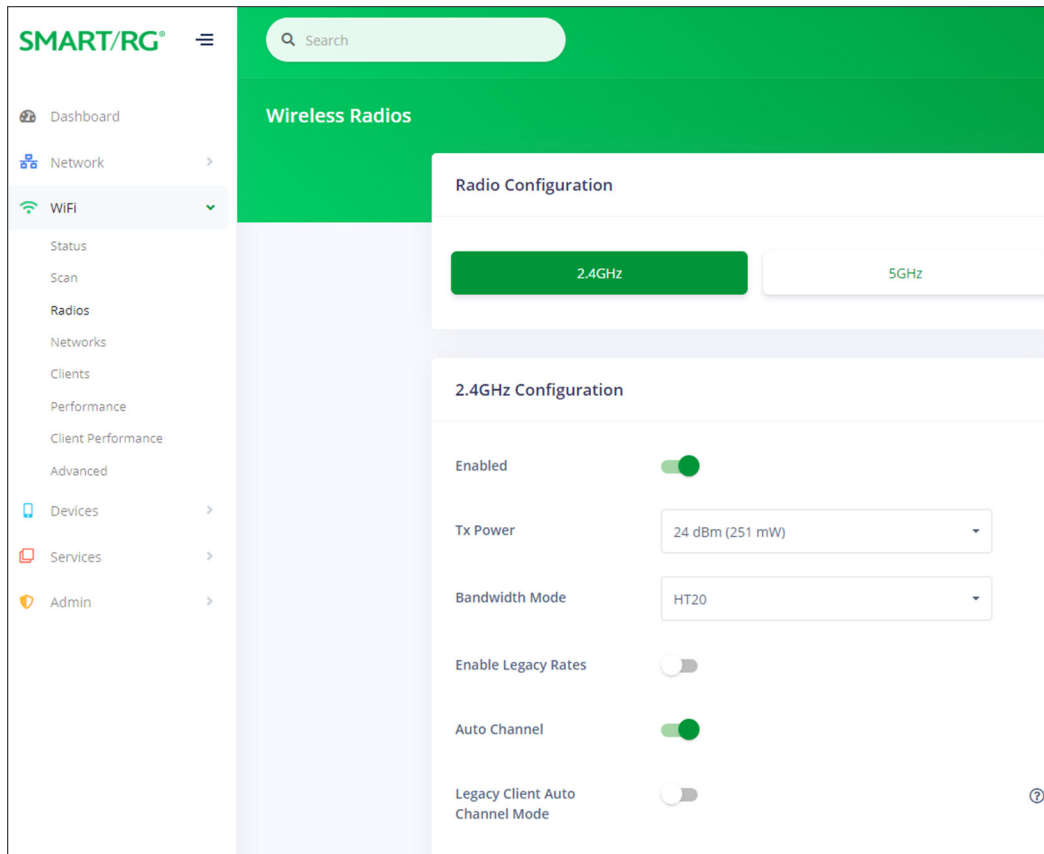 SMART/RG®
Search
Dashboard
Network
WiFi
Status
Scan
Radios
Networks
Clients
Performance
Client Performance
Advanced
Devices
Services
Admin
Wireless Radios
Radio Configuration
2.4GHz
5GHz
2.4GHz Configuration
Enabled
Tx Power
24 dBm (251 mW)
Bandwidth Mode
HT20
Enable Legacy Rates
Auto Channel
Legacy Client Auto
Channel Mode